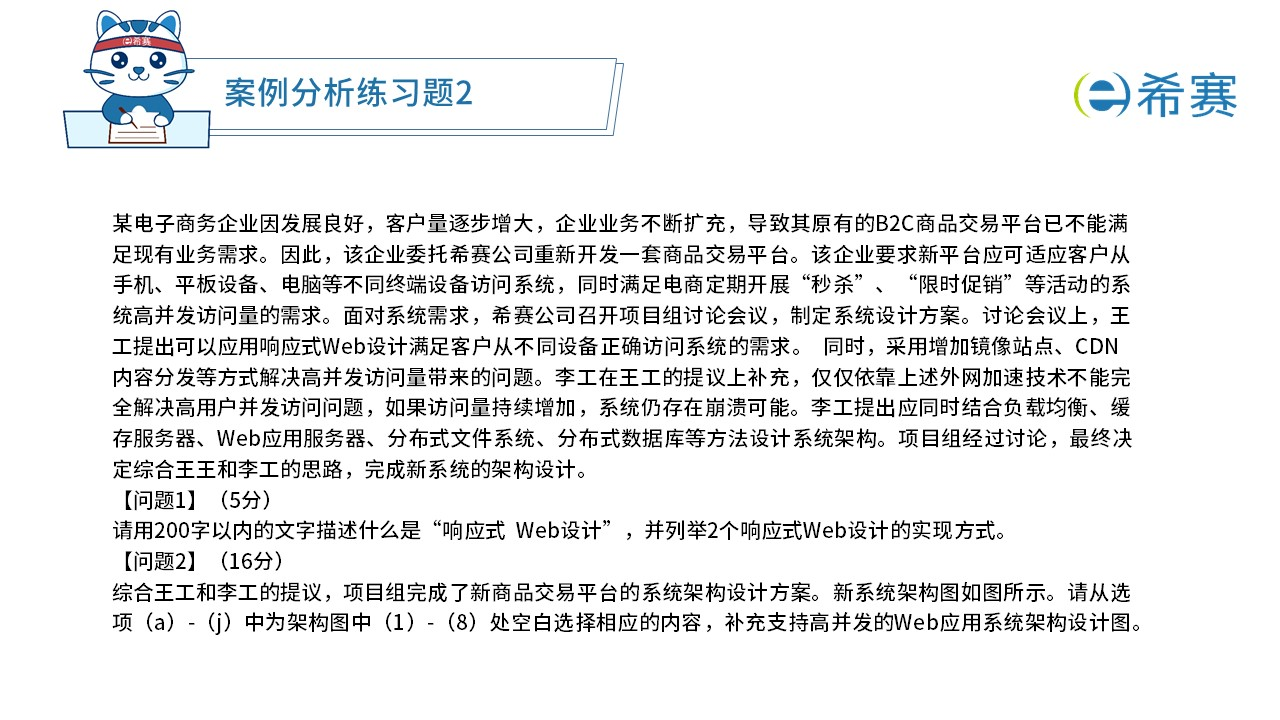 希赛
案例分析练习题2
希赛
某电子商务企业因发展良好，客户量逐步增大，企业业务不断扩充，导致其原有的B2C商品交易平台已不能满
足现有业务需求。因此，该企业委托希赛公司重新开发一套商品交易平台。该企业要求新平台应可适应客户从
手机、平板设备、电脑等不同终端设备访问系统，同时满足电商定期开展“秒杀”、“限时促销”等活动的系
统高并发访问量的需求。面对系统需求，希赛公司召开项目组讨论会议，制定系统设计方案。讨论会议上，王
工提出可以应用响应式Web设计满足客户从不同设备正确访问系统的需求。 同时，采用增加镜像站点、CDN
内容分发等方式解决高并发访问量带来的问题。李工在王工的提议上补充，仅仅依靠上述外网加速技术不能完
全解决高用户并发访问问题，如果访问量持续增加，系统仍存在崩溃可能。李工提出应同时结合负载均衡、缓
存服务器、Web应用服务器、分布式文件系统、分布式数据库等方法设计系统架构。项目组经过讨论，最终决
定综合王王和李工的思路，完成新系统的架构设计。
【问题1】（5分）
请用200字以内的文字描述什么是“响应式 Web设计”，并列举2个响应式Web设计的实现方式。
【问题2】（16分）
综合王工和李工的提议，项目组完成了新商品交易平台的系统架构设计方案。新系统架构图如图所示。请从选
项（a）-（j）中为架构图中（1）-（8）处空白选择相应的内容，补充支持高并发的Web应用系统架构设计图。